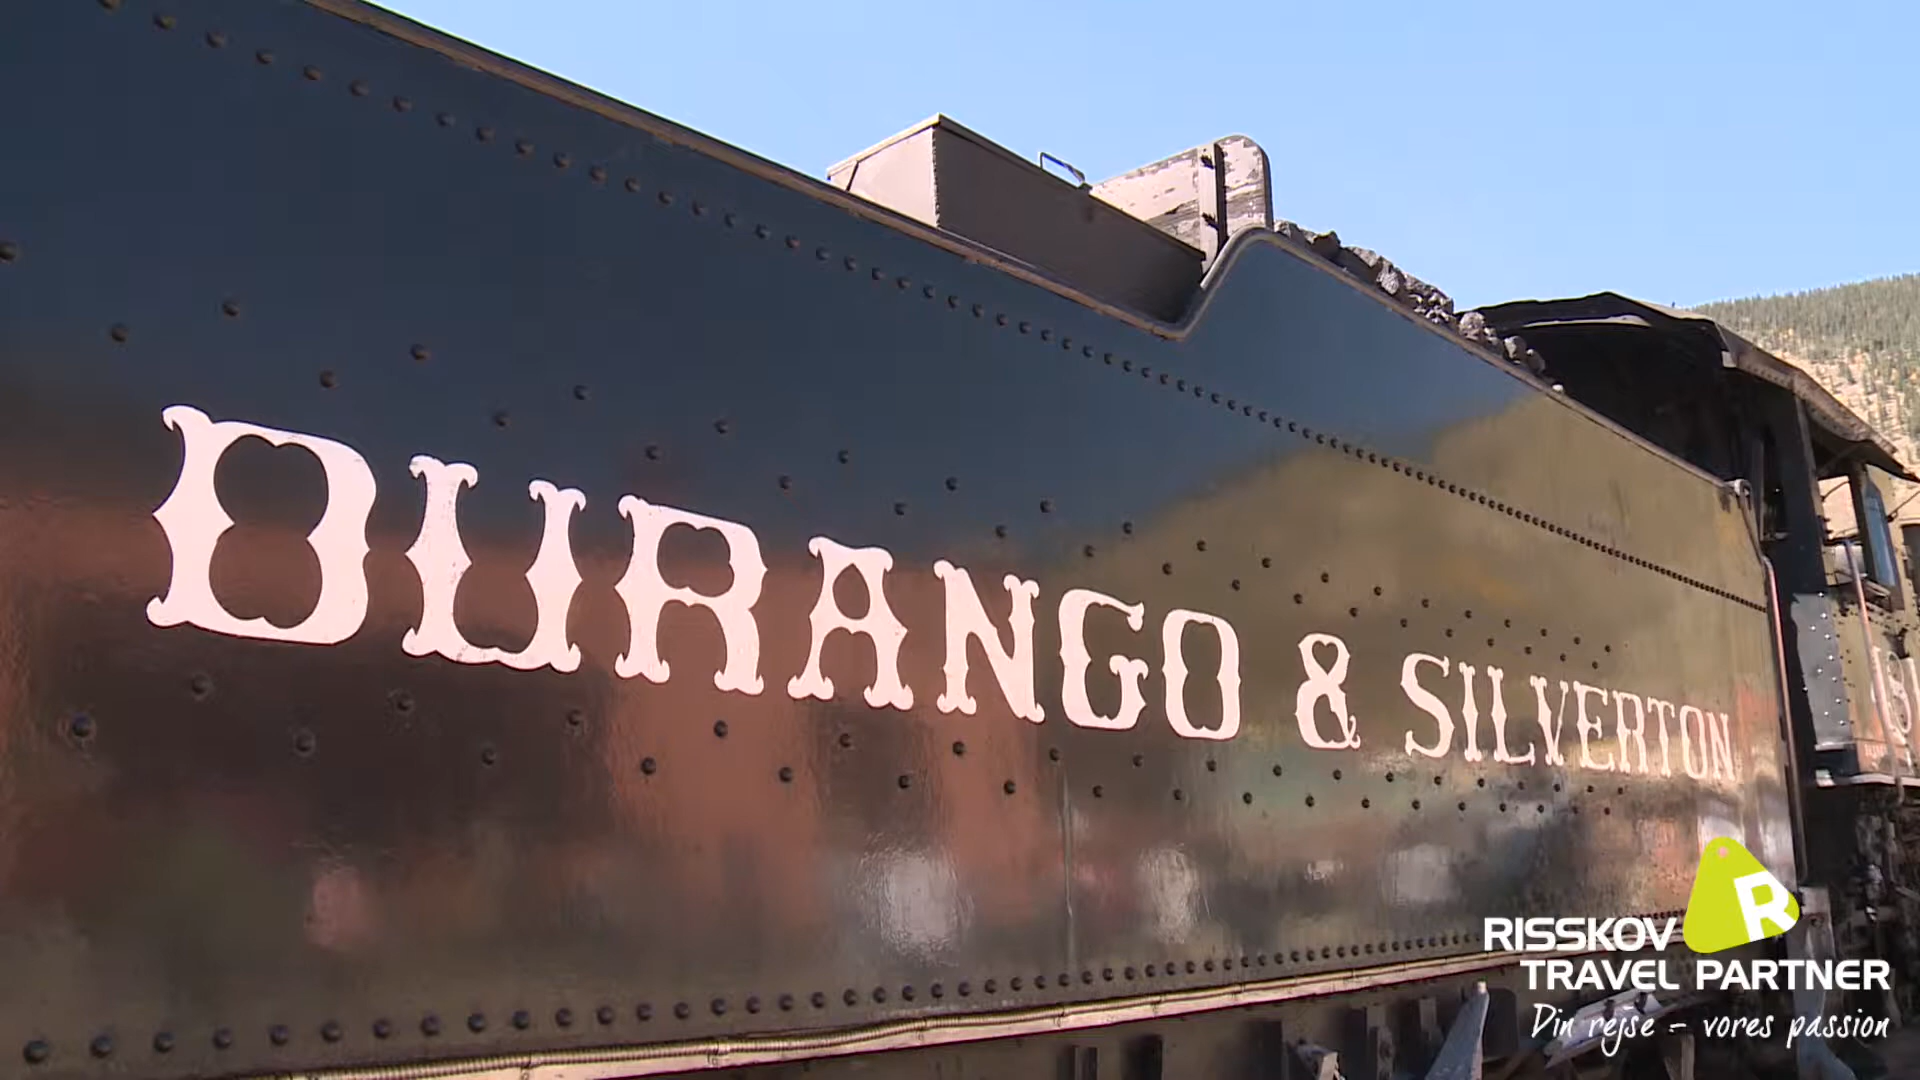 DURANGO & SILVERTON
RISSKOV
TRAVEL PARTNER
Din rejse - vores passion